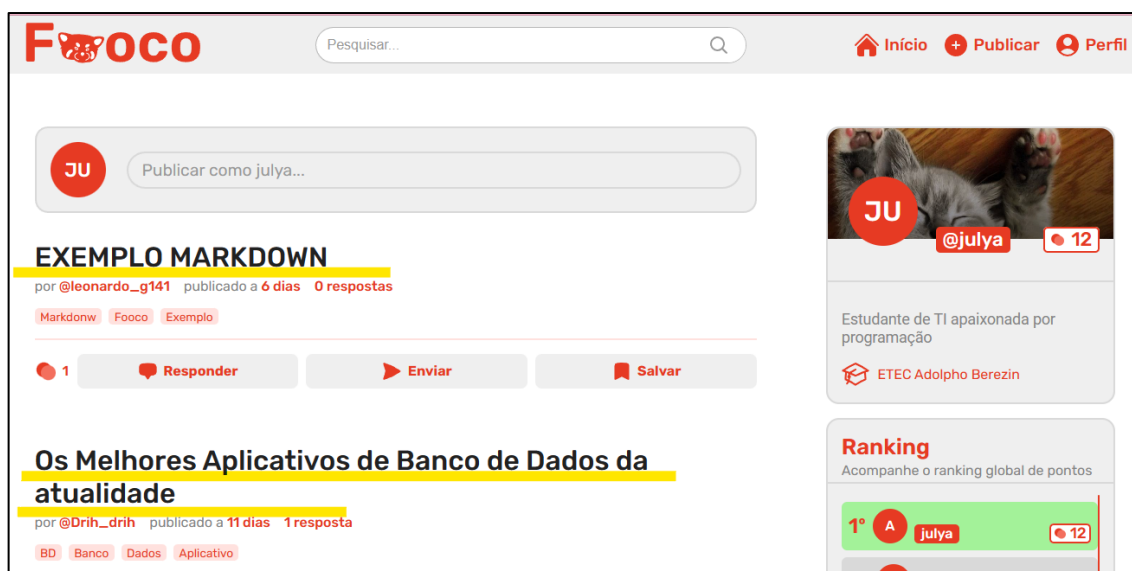 Fooco
Pesquisar...
Início
Publicar
Perfil
JU
Publicar como julya...
EXEMPLO MARKDOWN
por @leonardo_g141 publicado a 6 dias 0 respostas
Markdonw Fooco Exemplo
1
Responder
Enviar
Salvar
Os Melhores Aplicativos de Banco de Dados da
atualidade
por @Drih_drih publicado a 11 dias 1 resposta
BD Banco Dados Aplicativo
JU
@julya
12
Estudante de TI apaixonada por
programação
ETEC Adolpho Berezin
Ranking
Acompanhe o ranking global de pontos
1º A julya 12